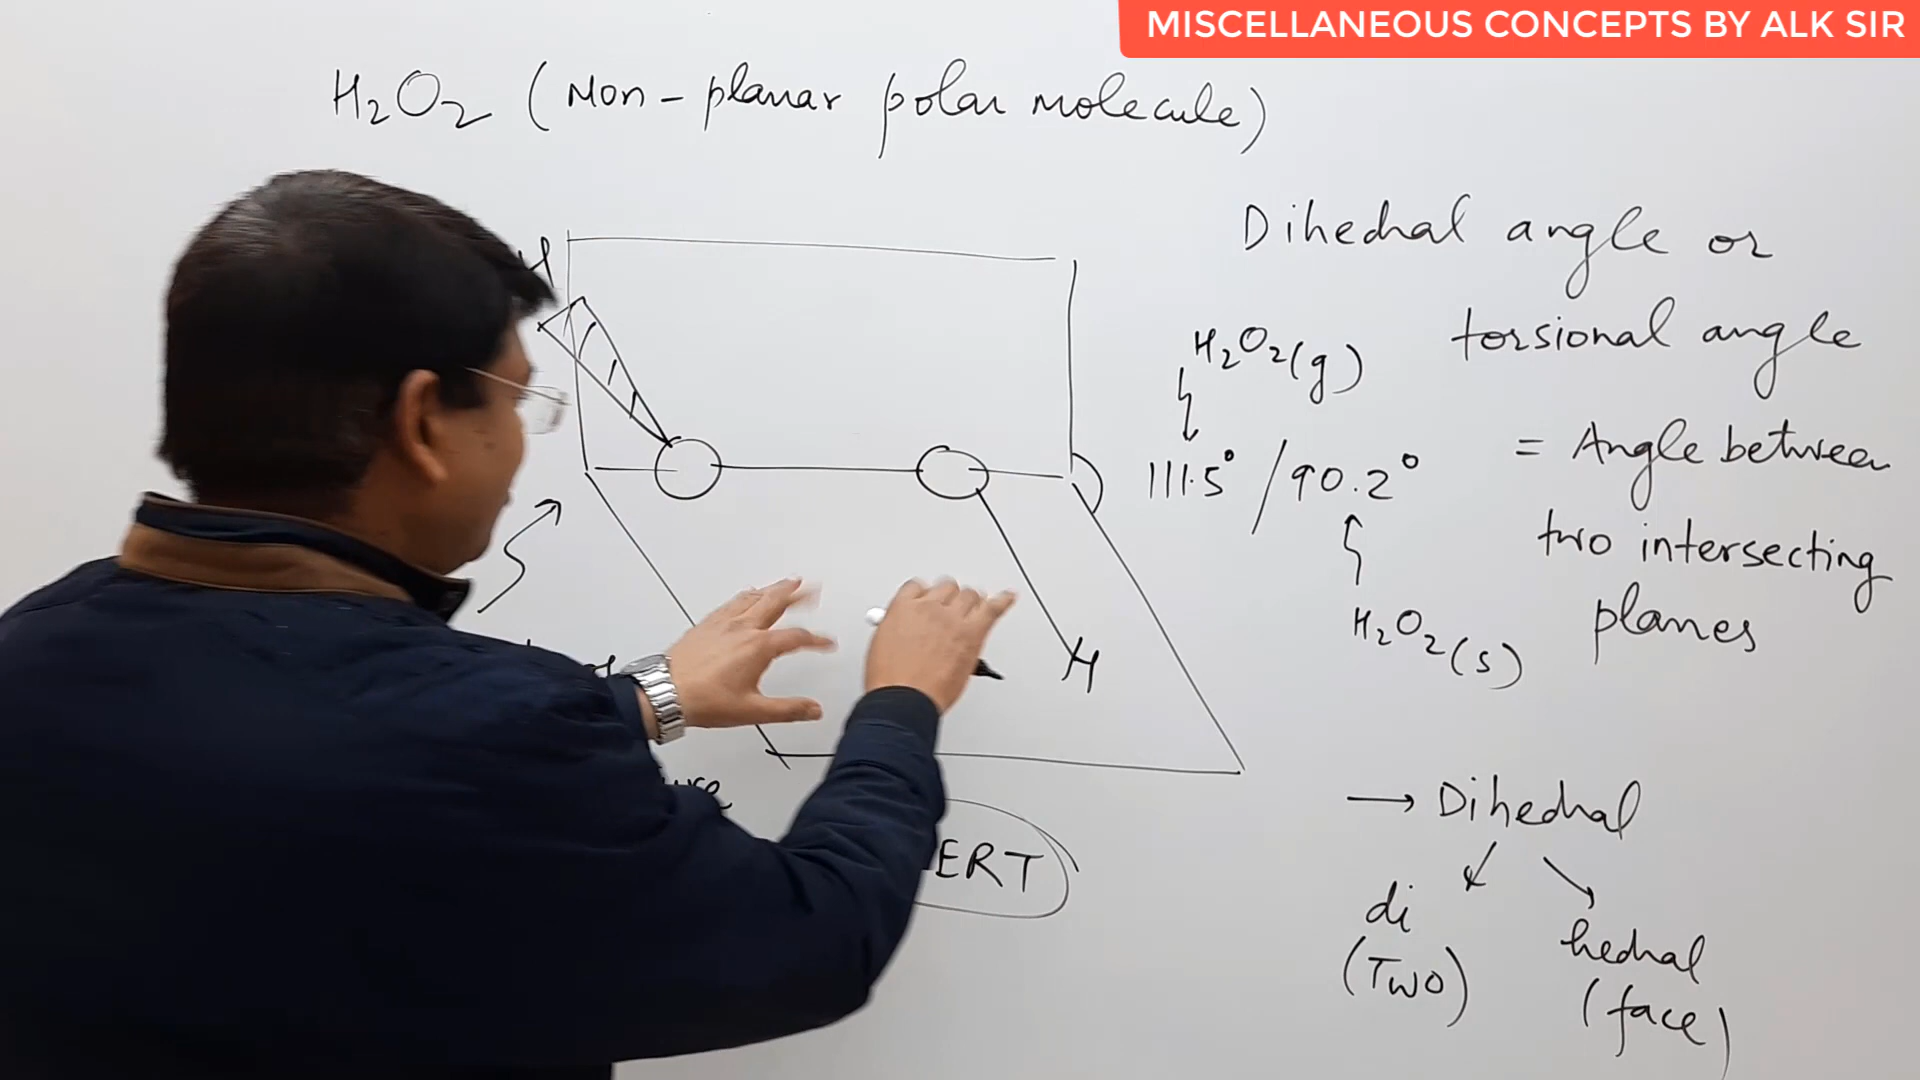 MISCELLANEOUS CONCEPTS BY ALK SIR
H2O2 (Non-planar polar molecule)
H
Dihedral angle or
torsional angle
= Angle between
two intersecting
planes
H2O2(g)
111.5° / 90.2°
H2O2(s)
H
ERT
→ Dihedral
di
(Two)
hedral
(face)